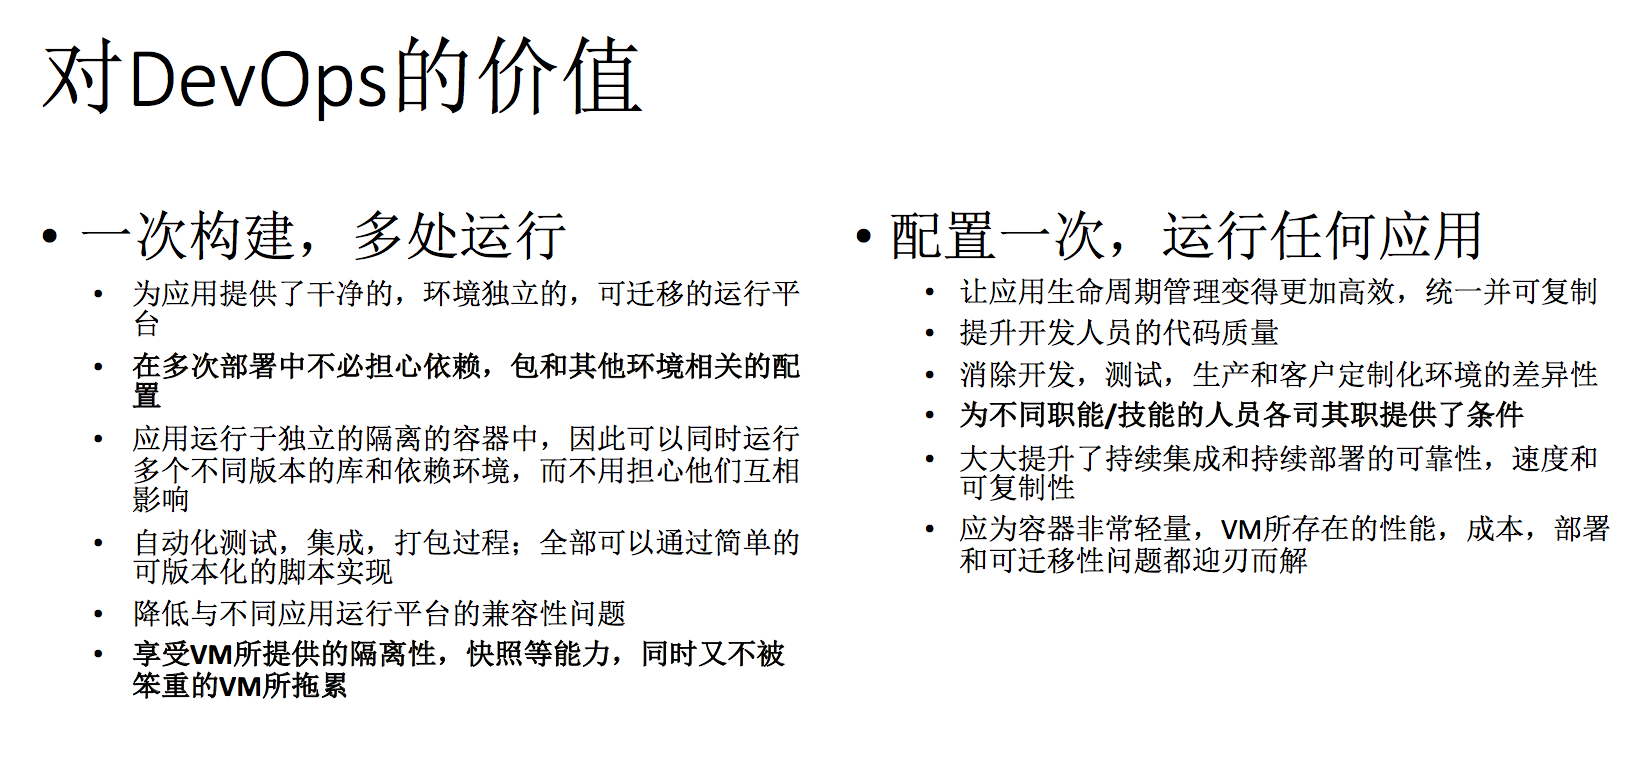 对DevOps的价值
• 一次构建，多处运行
• 为应用提供了干净的，环境独立的，可迁移的运行平
台
• 在多次部署中不必担心依赖，包和其他环境相关的配
置
• 应用运行于独立的隔离的容器中，因此可以同时运行
多个不同版本的库和依赖环境，而不用担心他们互相
影响
• 自动化测试，集成，打包过程；全部可以通过简单的
可版本化的脚本实现
• 降低与不同应用运行平台的兼容性问题
• 享受VM所提供的隔离性，快照等能力，同时又不被
笨重的VM所拖累
• 配置一次，运行任何应用
• 让应用生命周期管理变得更加高效，统一并可复制
• 提升开发人员的代码质量
• 消除开发，测试，生产和客户定制化环境的差异性
• 为不同职能/技能的人员各司其职提供了条件
• 大大提升了持续集成和持续部署的可靠性，速度和
可复制性
• 应为容器非常轻量，VM所存在的性能，成本，部署
和可迁移性问题都迎刃而解